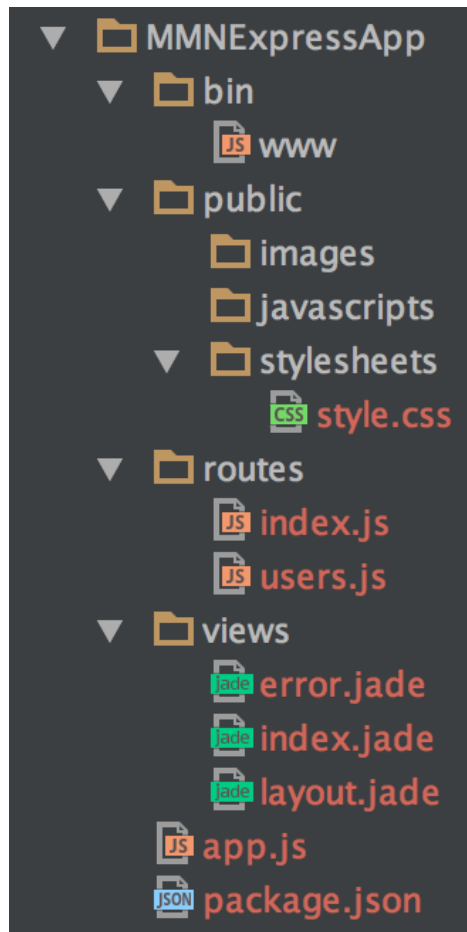 MMNExpressApp
bin
JS www
public
images
javascripts
stylesheets
CSS style.css
routes
JS index.js
JS users.js
views
jade error.jade
jade index.jade
jade layout.jade
JS app.js
JSON package.json